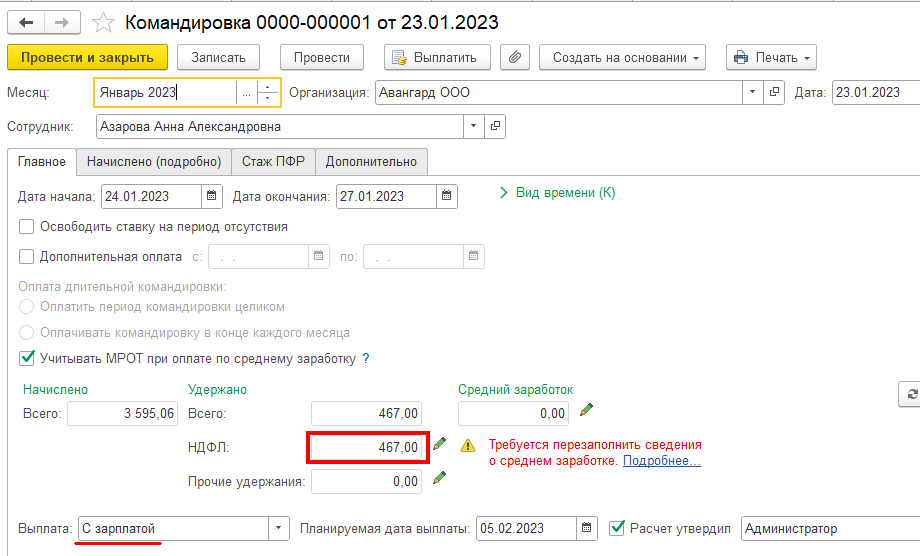 Командировка 0000-000001 от 23.01.2023
Провести и закрыть Записать Провести Выплатить Создать на основании Печать
Месяц: Январь 2023 ... Организация: Авангард ООО Дата: 23.01.2023
Сотрудник: Азарова Анна Александровна
Главное Начислено (подробно) Стаж ПФР Дополнительно
Дата начала: 24.01.2023 Дата окончания: 27.01.2023 Вид времени (К)
Освободить ставку на период отсутствия
Дополнительная оплата с: . . по: . .
Оплата длительной командировки:
Оплатить период командировки целиком
Оплачивать командировку в конце каждого месяца
Учитывать МРОТ при оплате по среднему заработку ?
Начислено Удержано Средний заработок
Всего: 3 595,06 Всего: 467,00 0,00
НДФЛ: 467,00 Требуется перезаполнить сведения
о среднем заработке. Подробнее...
Прочие удержания: 0,00
Выплата: С зарплатой Планируемая дата выплаты: 05.02.2023 Расчет утвердил Администратор